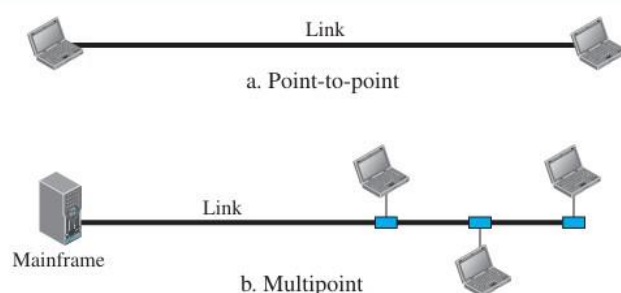 Link
a. Point-to-point
Link
Mainframe
b. Multipoint